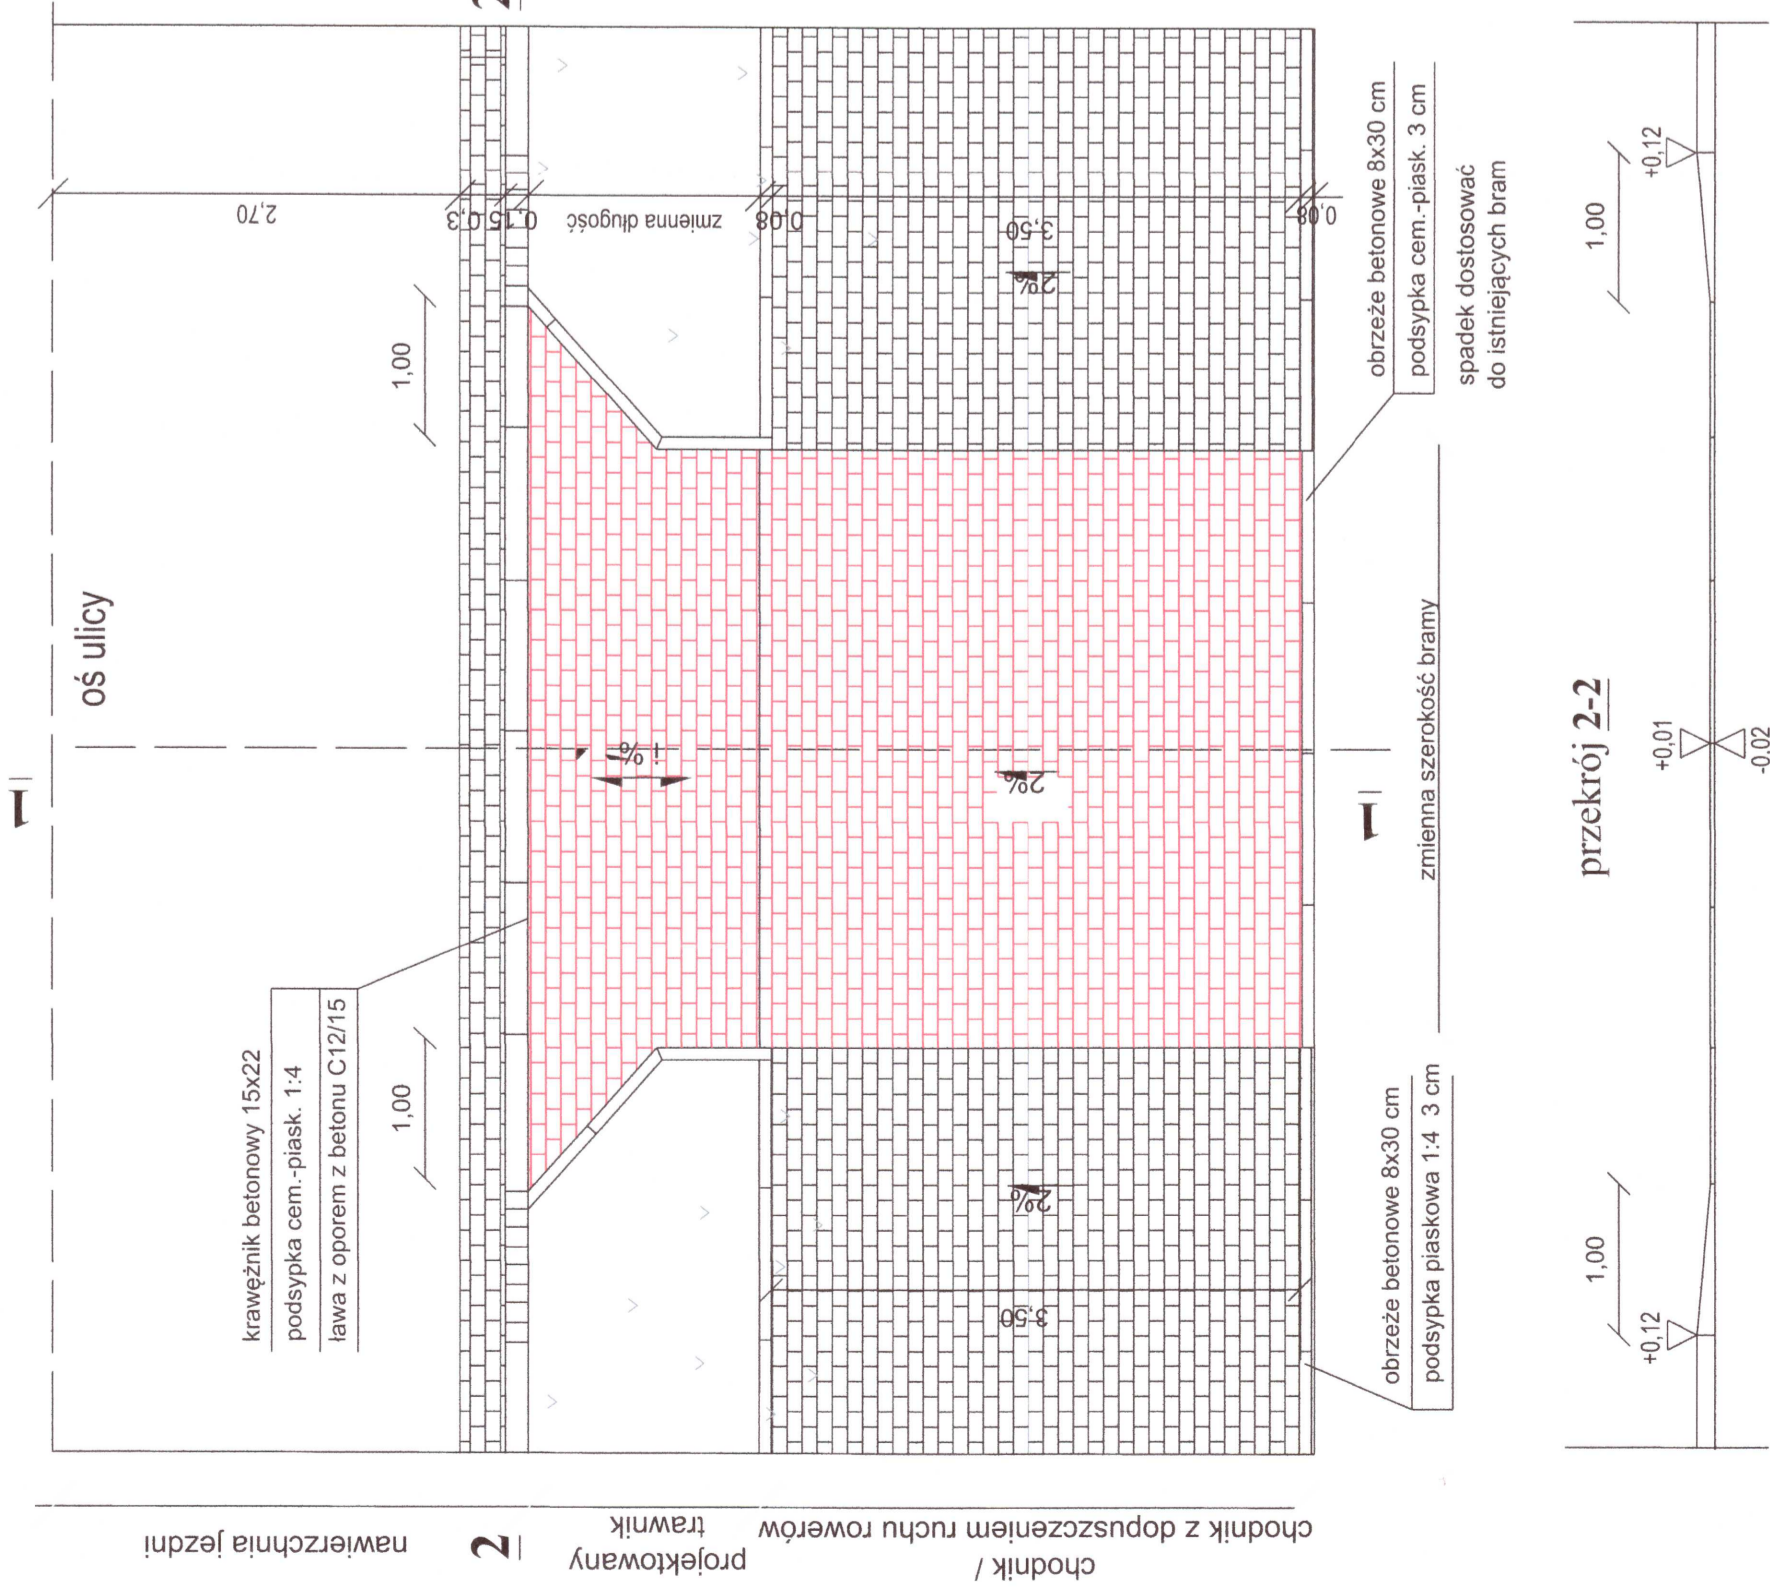 1
2
oś ulicy
2,70
0,3
0,15
zmienna długość
0,08
3,50
0,08
1,00
krawężnik betonowy 15x22
podsypka cem.-piask. 1:4
ława z oporem z betonu C12/15
1,00
i %
2%
2%
2%
3,50
obrzeże betonowe 8x30 cm
podsypka cem.-piask. 3 cm
spadek dostosować
do istniejących bram
zmienna szerokość bramy
1
obrzeże betonowe 8x30 cm
podsypka piaskowa 1:4 3 cm
nawierzchnia jezdni
2
projektowany
trawnik
chodnik /
chodnik z dopuszczeniem ruchu rowerów
przekrój 2-2
+0,12
1,00
+0,01
-0.02
1,00
+0,12